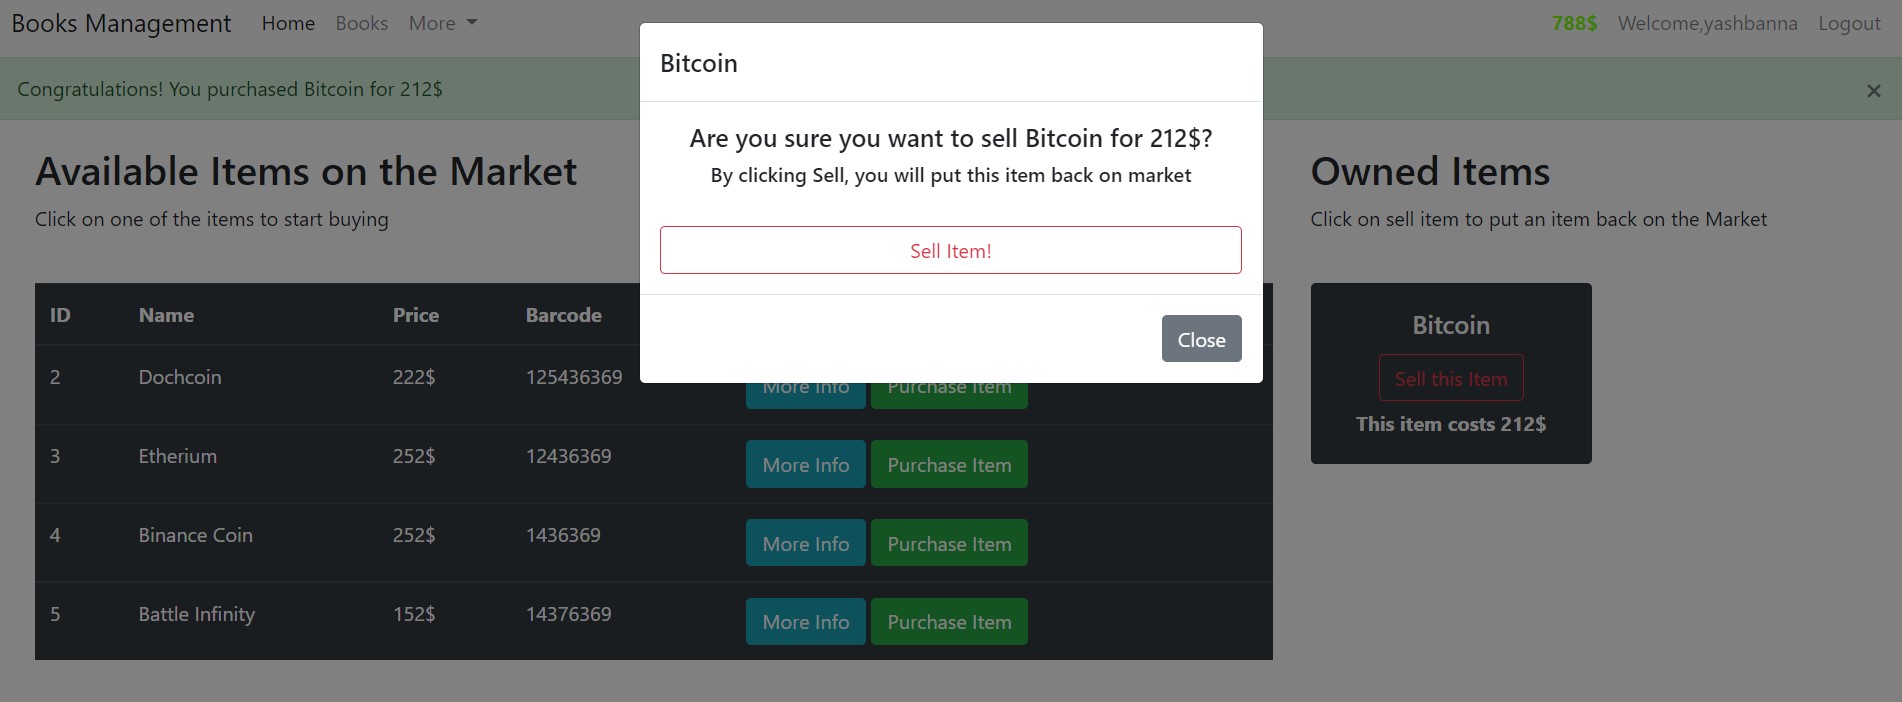 Books Management Home Books More 788$ Welcome,yashbanna Logout
Congratulations! You purchased Bitcoin for 212$ ×
Bitcoin
Are you sure you want to sell Bitcoin for 212$?
By clicking Sell, you will put this item back on market
Sell Item!
Close
Available Items on the Market
Click on one of the items to start buying
ID Name Price Barcode
2 Dochcoin 222$ 125436369 More Info Purchase Item
3 Etherium 252$ 12436369 More Info Purchase Item
4 Binance Coin 252$ 1436369 More Info Purchase Item
5 Battle Infinity 152$ 14376369 More Info Purchase Item
Owned Items
Click on sell item to put an item back on the Market
Bitcoin
Sell this Item
This item costs 212$